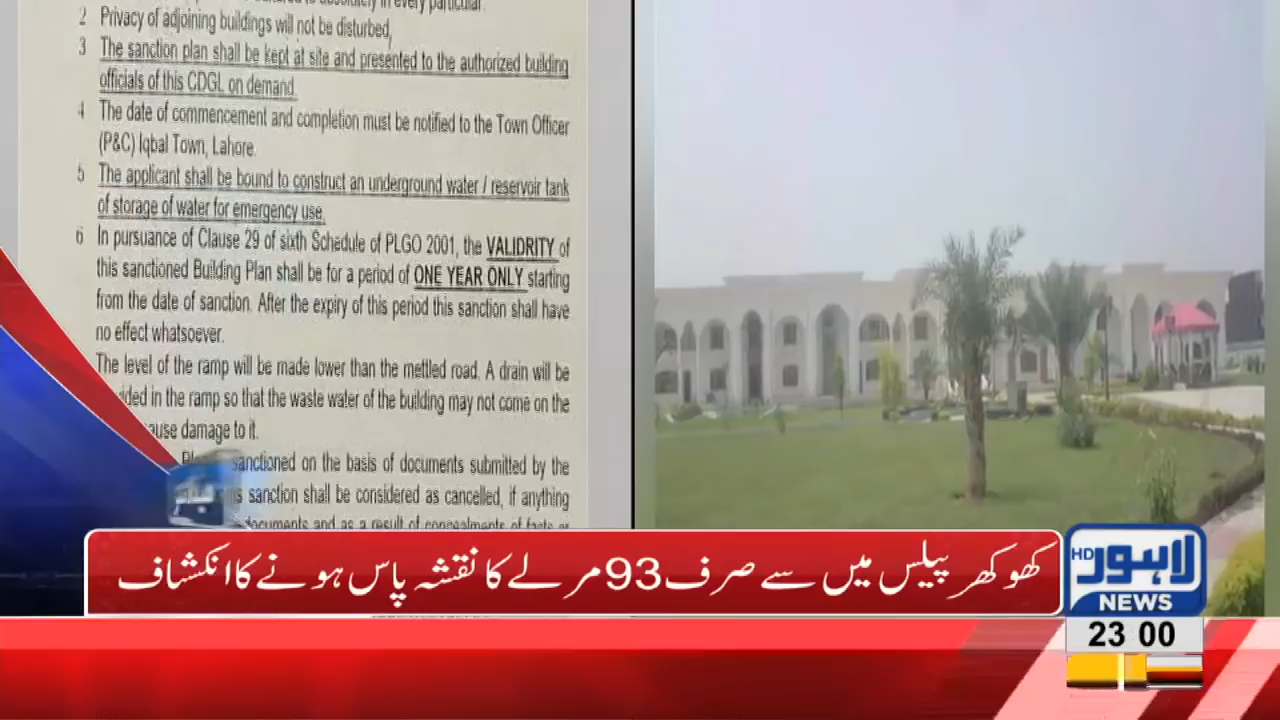 2 Privacy of adjoining buildings will not be disturbed,
3 The sanction plan shall be kept at site and presented to the authorized building
officials of this CDGL on demand.
4 The date of commencement and completion must be notified to the Town Officer
(P&C) Iqbal Town, Lahore.
5 The applicant shall be bound to construct an underground water / reservoir tank
of storage of water for emergency use.
6 In pursuance of Clause 29 of sixth Schedule of PLGO 2001, the VALIDRITY of
this sanctioned Building Plan shall be for a period of ONE YEAR ONLY starting
from the date of sanction. After the expiry of this period this sanction shall have
no effect whatsoever.
The level of the ramp will be made lower than the mettled road. A drain will be
in the ramp so that the waste water of the building may not come on the
damage to it.
sanctioned on the basis of documents submitted by the
sanction shall be considered as cancelled, if anything
documents and as a result of concealments of facts or
کھوکھر پیلس میں سے صرف 93 مرلے کا نقشہ پاس ہونے کا انکشاف
لاہور HD
NEWS
23 00